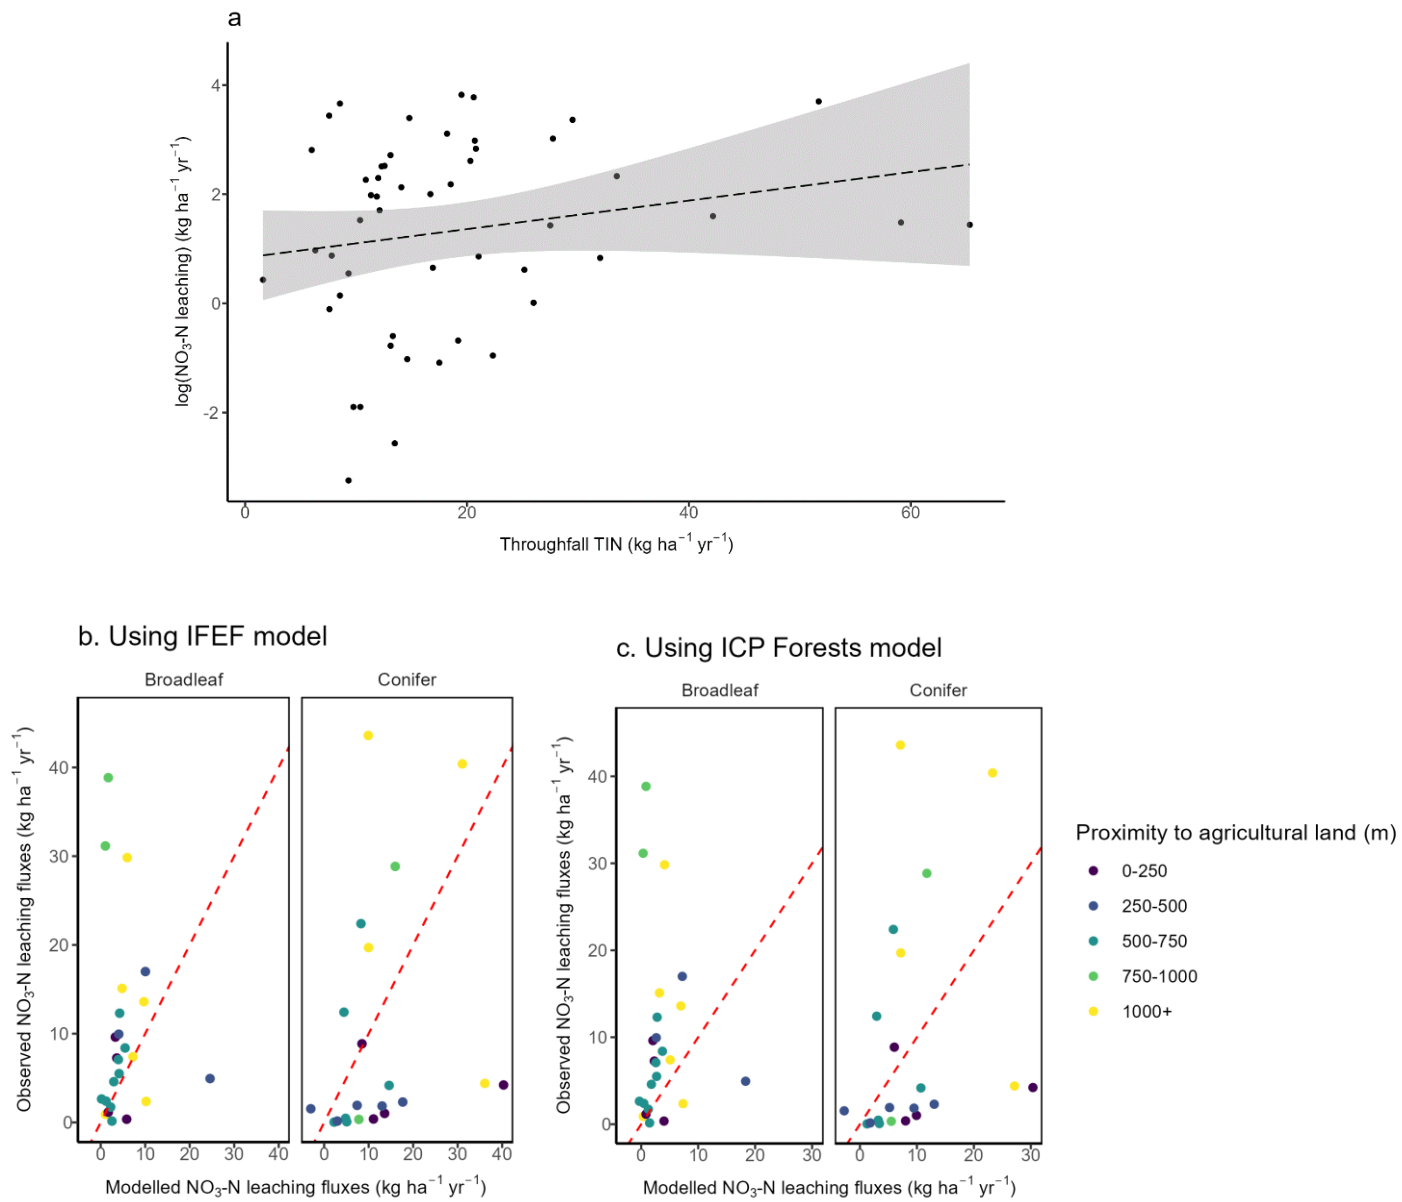 a
4
2
0
-2
log(NO₃-N leaching) (kg ha⁻¹ yr⁻¹)
0 20 40 60
Throughfall TIN (kg ha⁻¹ yr⁻¹)
b. Using IFEF model
Broadleaf Conifer
40
30
20
10
0
Observed NO₃-N leaching fluxes (kg ha⁻¹ yr⁻¹)
0 10 20 30 40 0 10 20 30 40
Modelled NO₃-N leaching fluxes (kg ha⁻¹ yr⁻¹)
c. Using ICP Forests model
Broadleaf Conifer
40
30
20
10
0
Observed NO₃-N leaching fluxes (kg ha⁻¹ yr⁻¹)
0 10 20 30 0 10 20 30
Modelled NO₃-N leaching fluxes (kg ha⁻¹ yr⁻¹)
Proximity to agricultural land (m)
0-250
250-500
500-750
750-1000
1000+